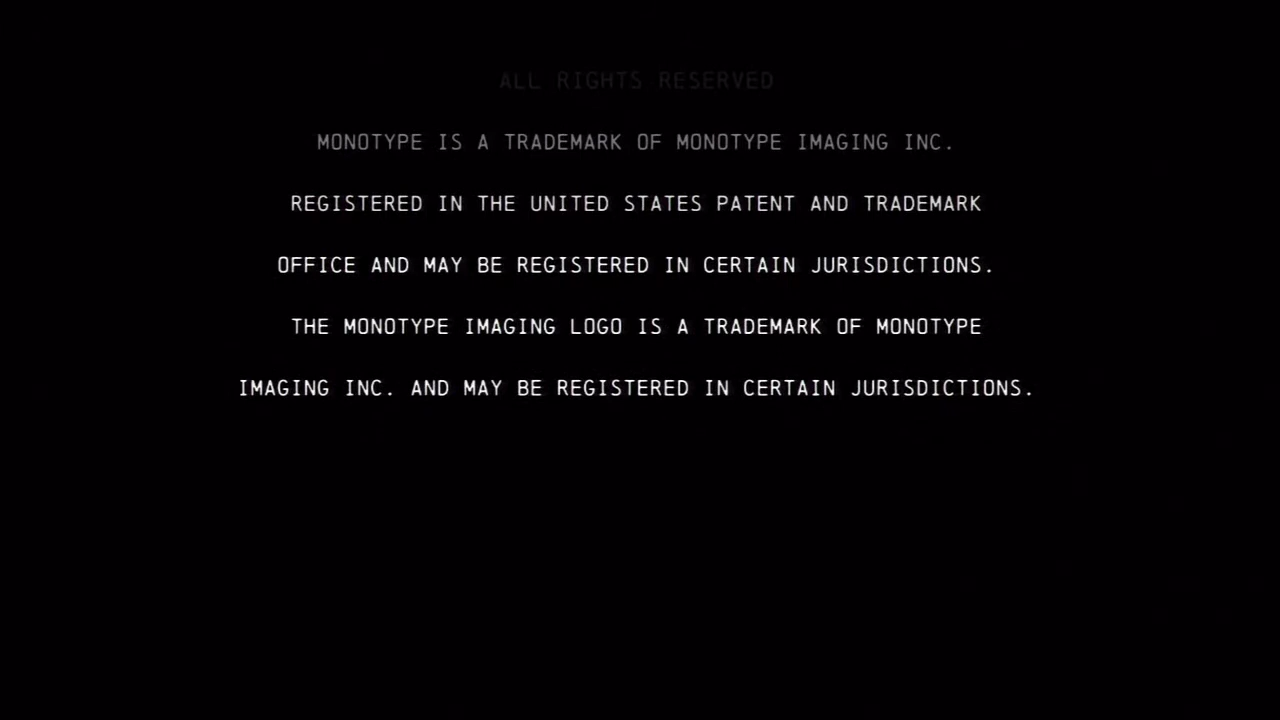 ALL RIGHTS RESERVED
MONOTYPE IS A TRADEMARK OF MONOTYPE IMAGING INC.
REGISTERED IN THE UNITED STATES PATENT AND TRADEMARK
OFFICE AND MAY BE REGISTERED IN CERTAIN JURISDICTIONS.
THE MONOTYPE IMAGING LOGO IS A TRADEMARK OF MONOTYPE
IMAGING INC. AND MAY BE REGISTERED IN CERTAIN JURISDICTIONS.